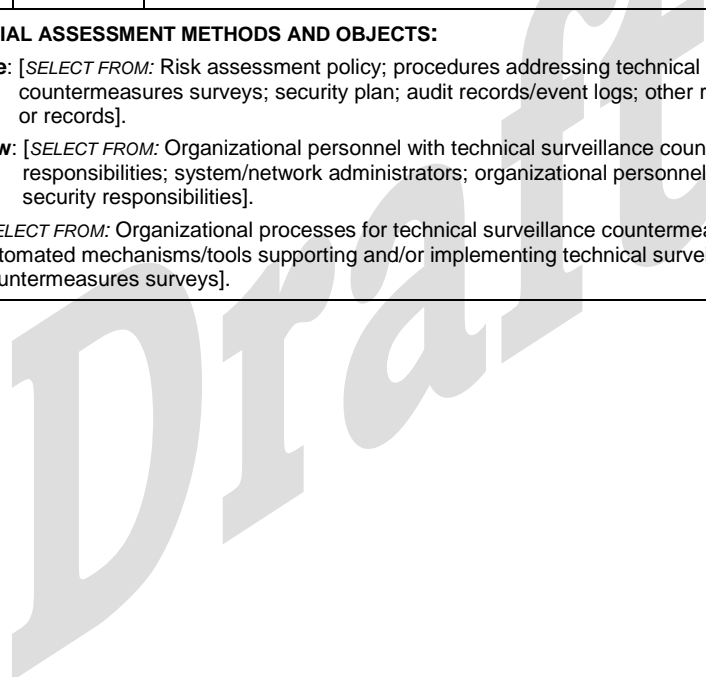 IAL ASSESSMENT METHODS AND OBJECTS:
e: [SELECT FROM: Risk assessment policy; procedures addressing technical
countermeasures surveys; security plan; audit records/event logs; other r
or records].
w: [SELECT FROM: Organizational personnel with technical surveillance coun
responsibilities; system/network administrators; organizational personnel
security responsibilities].
ELECT FROM: Organizational processes for technical surveillance countermea
tomated mechanisms/tools supporting and/or implementing technical survei
untermeasures surveys].
Draft